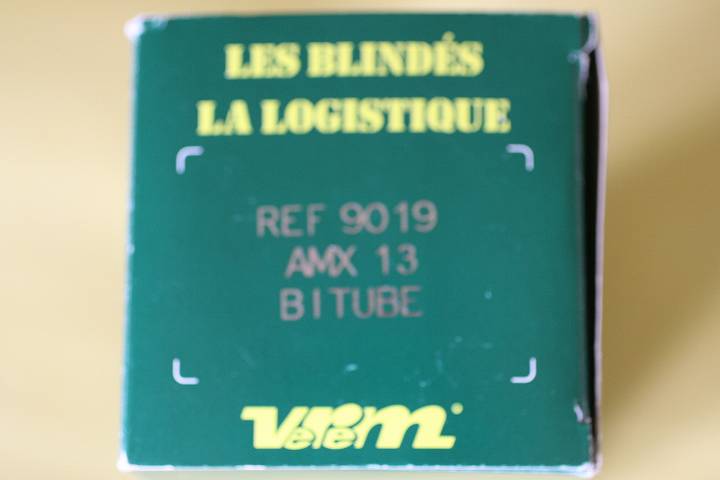 LES BLINDÉS
LA LOGISTIQUE
REF 9019
AMX 13
BITUBE
Verem